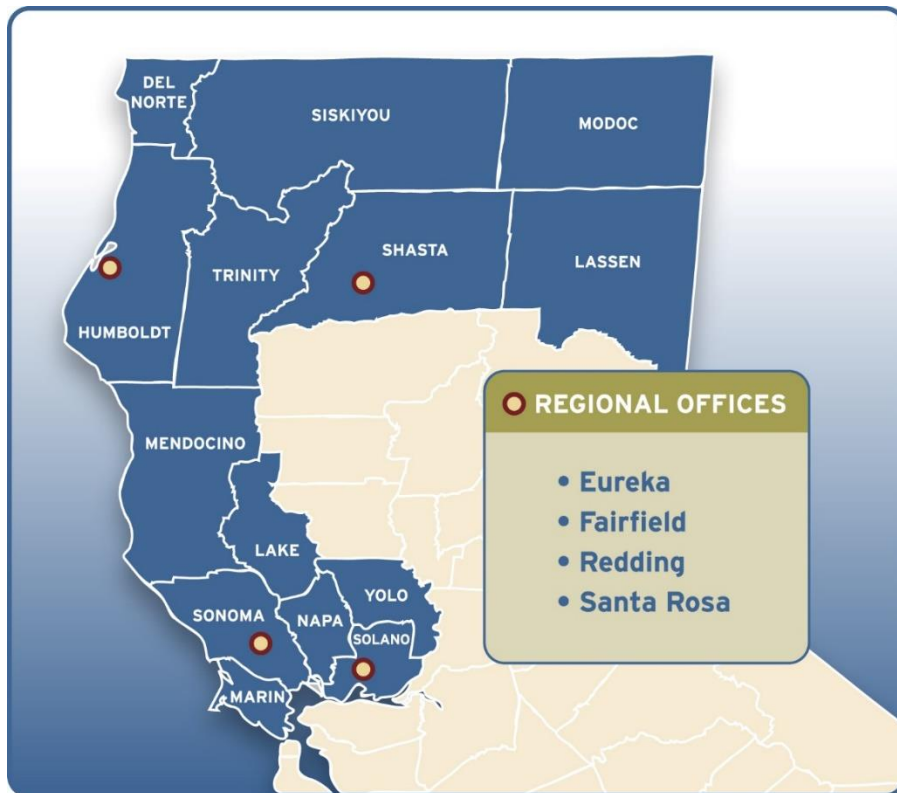 DEL
NORTE
SISKIYOU
MODOC
SHASTA
TRINITY
LASSEN
HUMBOLDT
REGIONAL OFFICES
MENDOCINO
• Eureka
• Fairfield
• Redding
• Santa Rosa
LAKE
YOLO
SONOMA
NAPA
SOLANO
MARIN